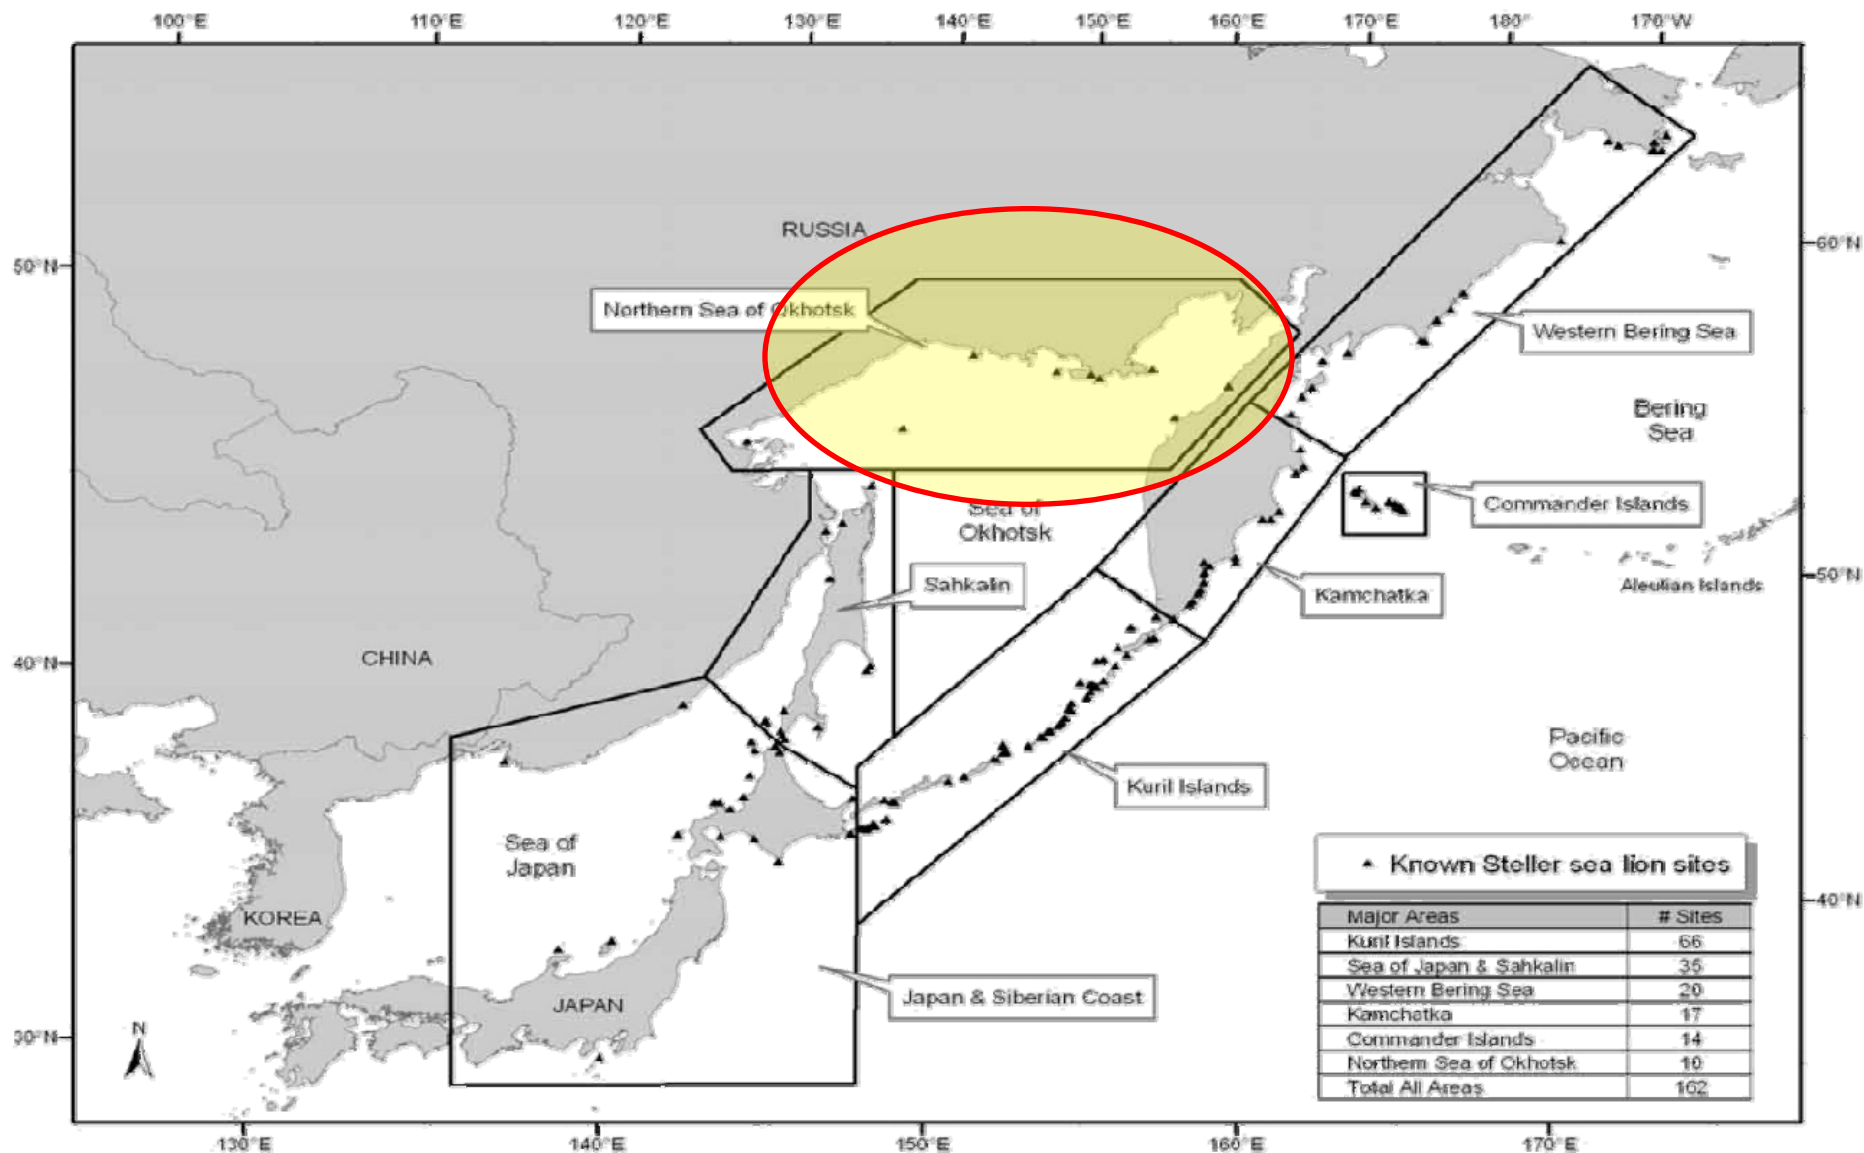 100°E 110°E 120°E 130°E 140°E 150°E 160°E 170°E 180° 170°W
RUSSIA
50°N
60°N
Northern Sea of Okhotsk
Western Bering Sea
Bering
Sea
Commander Islands
Sea of
Okhotsk
Sahkalin
Kamchatka
50°N
Aleutian Islands
CHINA
40°N
Pacific
Ocean
Kuril Islands
Sea of
Japan
Known Steller sea lion sites
KOREA
40°N
Major Areas # Sites
Kuril Islands 66
Sea of Japan & Sahkalin 35
Western Bering Sea 20
Kamchatka 17
Commander Islands 14
Northern Sea of Okhotsk 10
Total All Areas 162
Japan & Siberian Coast
JAPAN
N
30°N
130°E 140°E 150°E 160°E 170°E